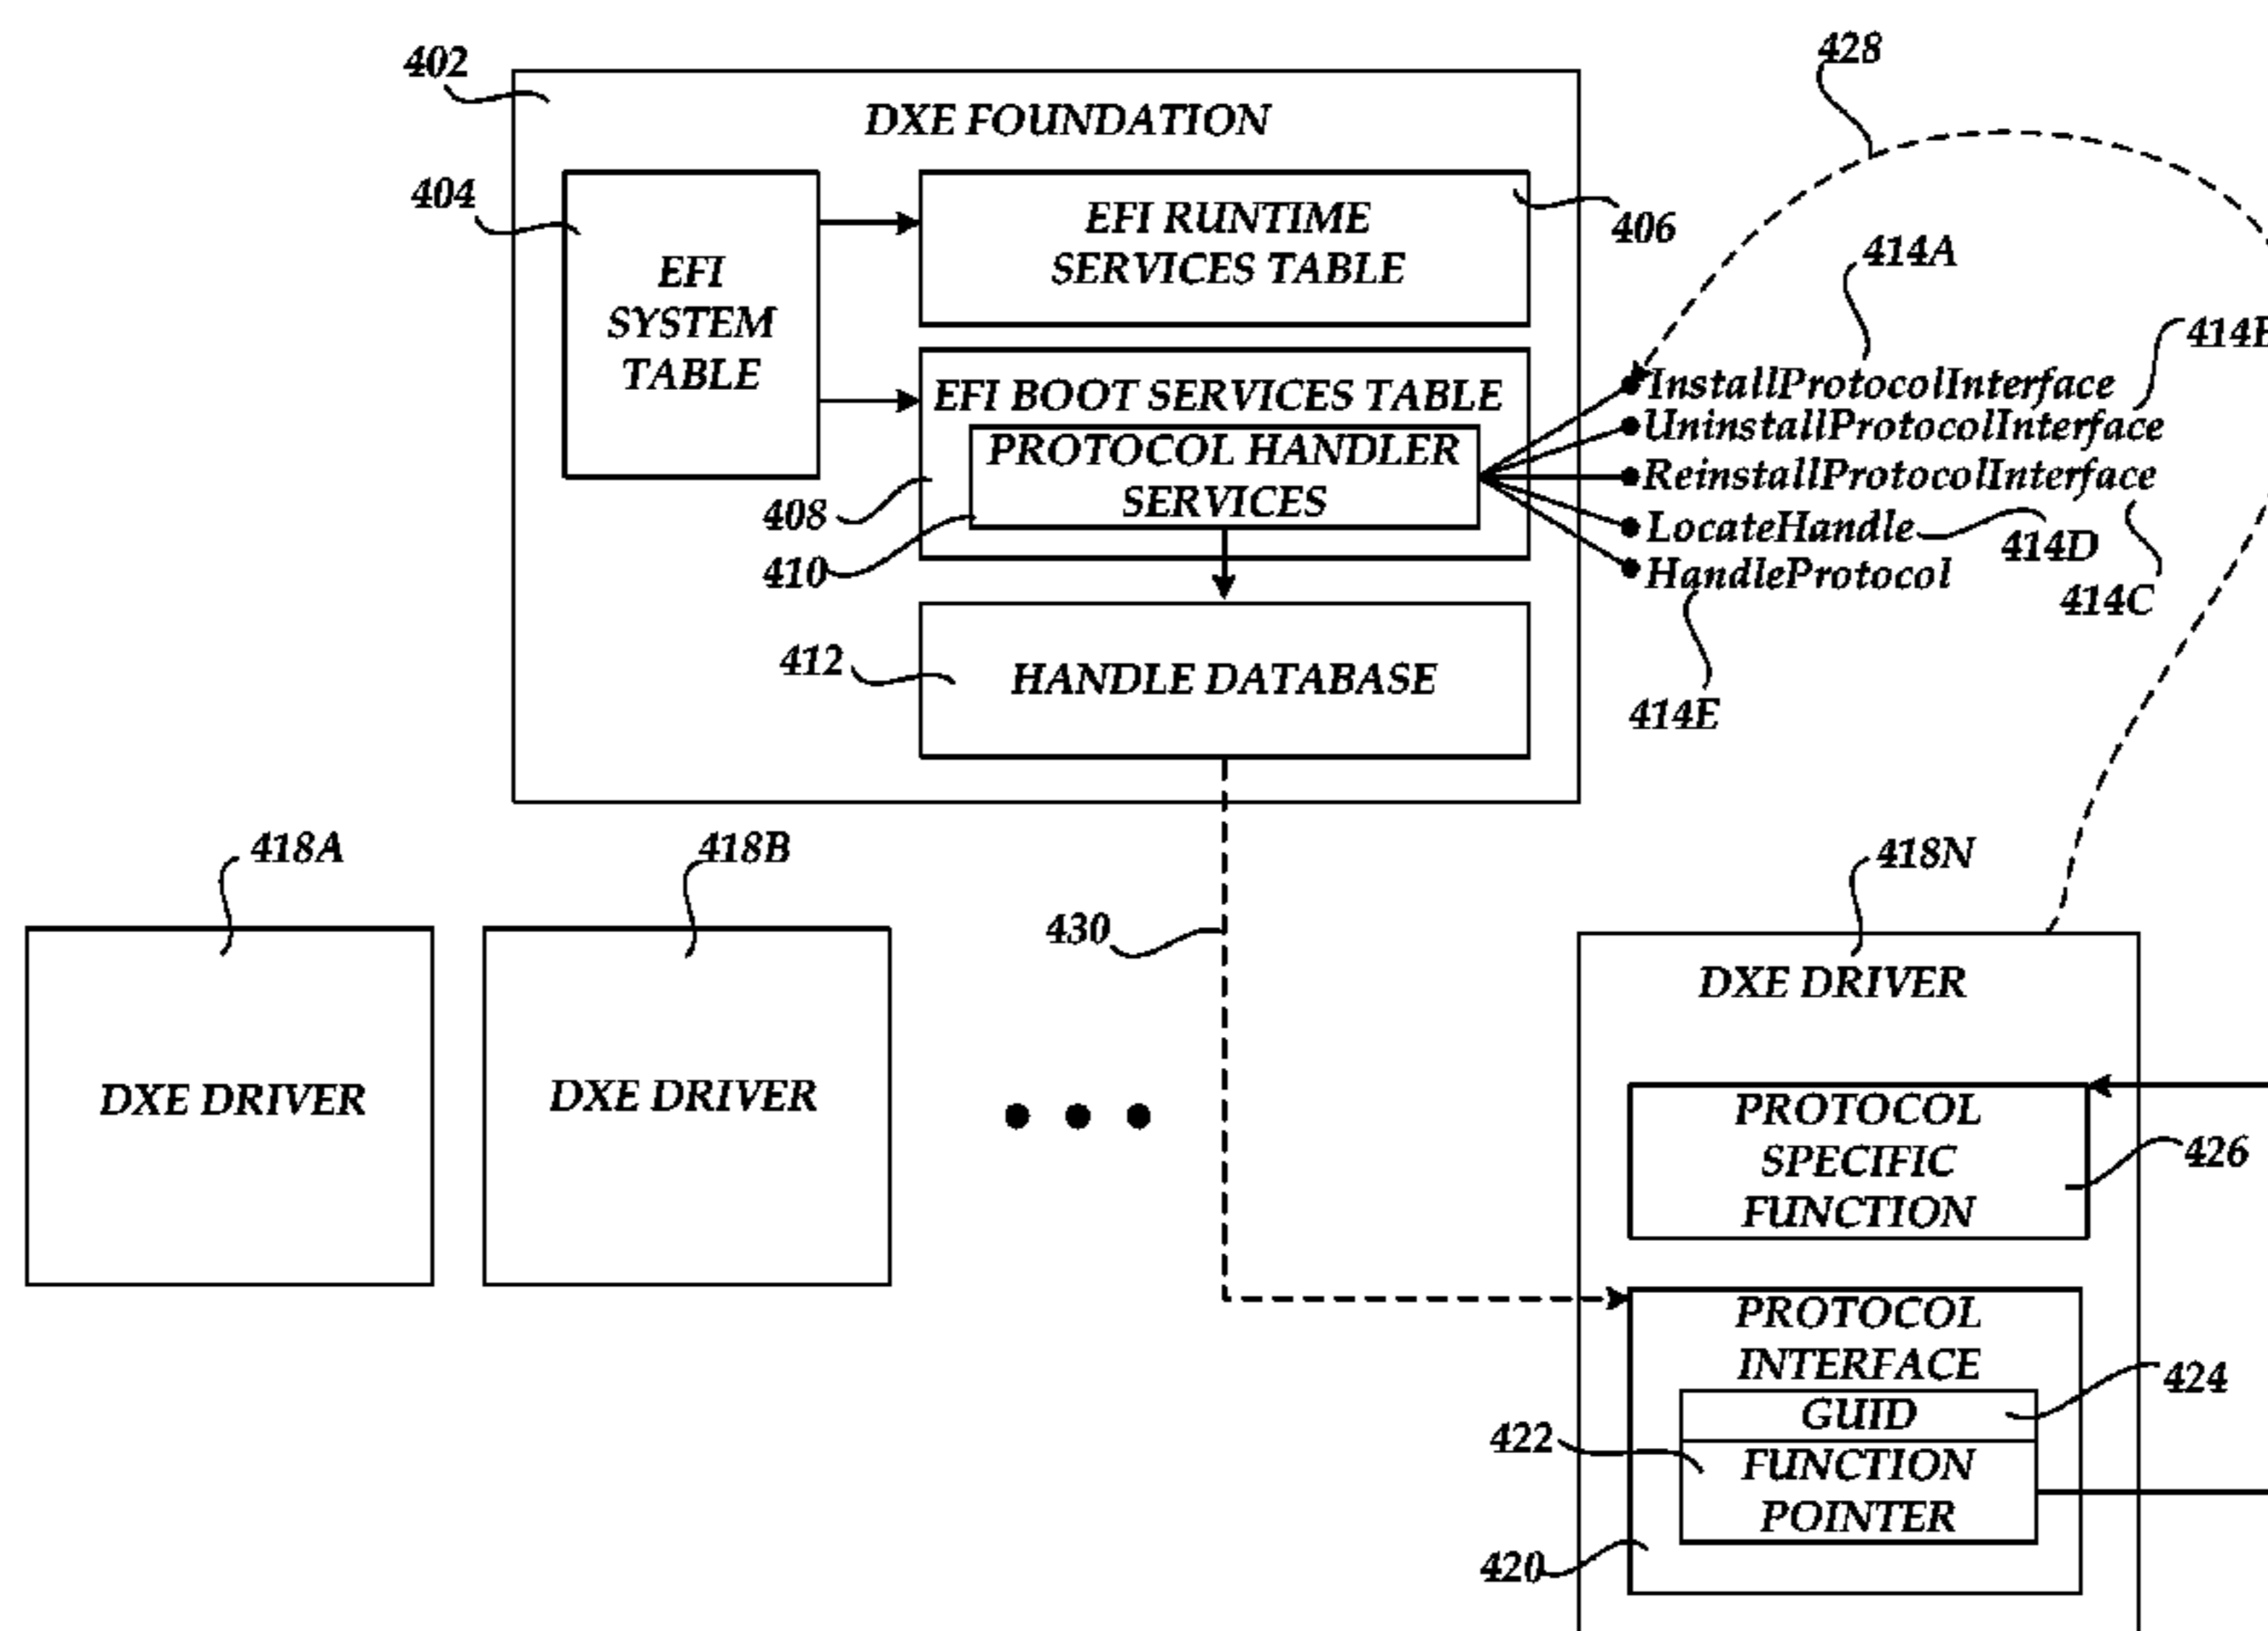 402
428
DXE FOUNDATION
404
EFI
SYSTEM
TABLE
EFI RUNTIME
SERVICES TABLE
406
414A
EFI BOOT SERVICES TABLE
PROTOCOL HANDLER
SERVICES
408
410
InstallProtocolInterface
UninstallProtocolInterface
ReinstallProtocolInterface
LocateHandle
HandleProtocol
414D
414C
414E
412
HANDLE DATABASE
418A
418B
418N
430
DXE DRIVER
DXE DRIVER
DXE DRIVER
PROTOCOL
SPECIFIC
FUNCTION
426
PROTOCOL
INTERFACE
GUID
424
422
FUNCTION
POINTER
420